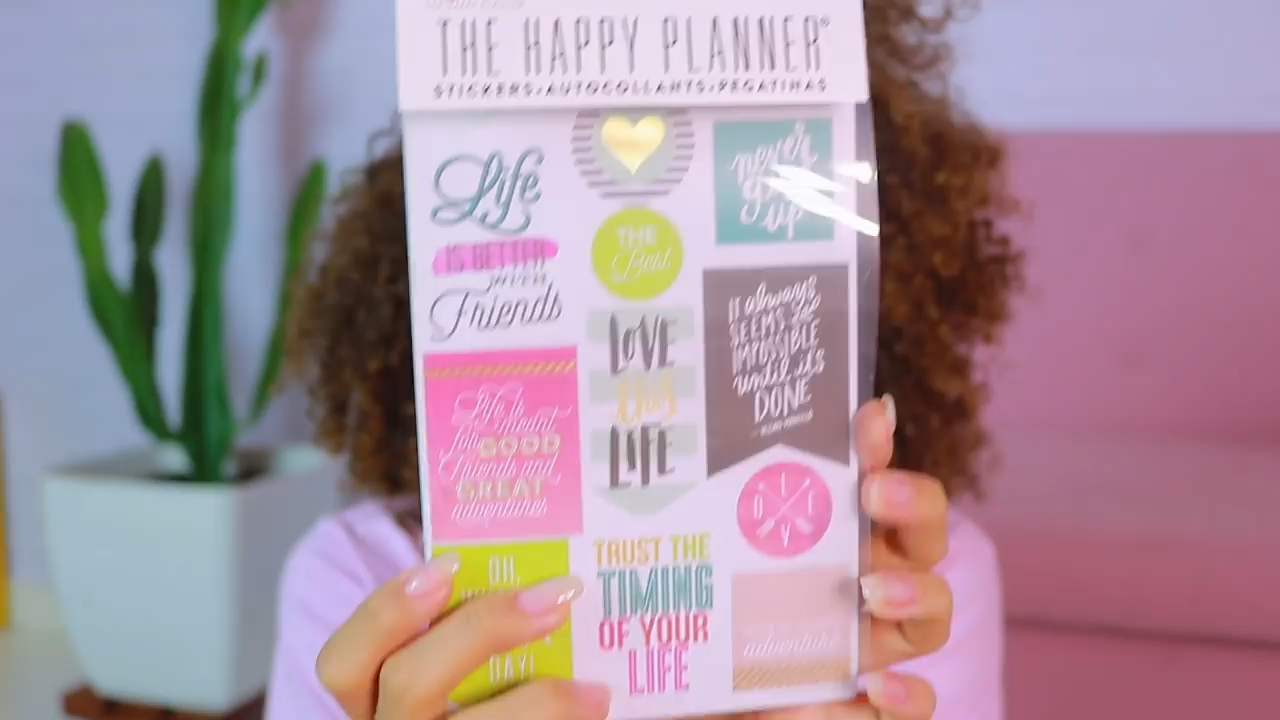 THE HAPPY PLANNER®
STICKERS•AUTOCOLLANTS•PEGATINAS
Life
IS BETTER
with
Friends
never
give
up
THE
Best
LOVE
this
LIFE
It always
SEEMS
IMPOSSIBLE
until it's
DONE
Life is
meant
for GOOD
friends and
GREAT
adventures
LOVE
OH,
DAY!
TRUST THE
TIMING
OF YOUR
LIFE
adventure